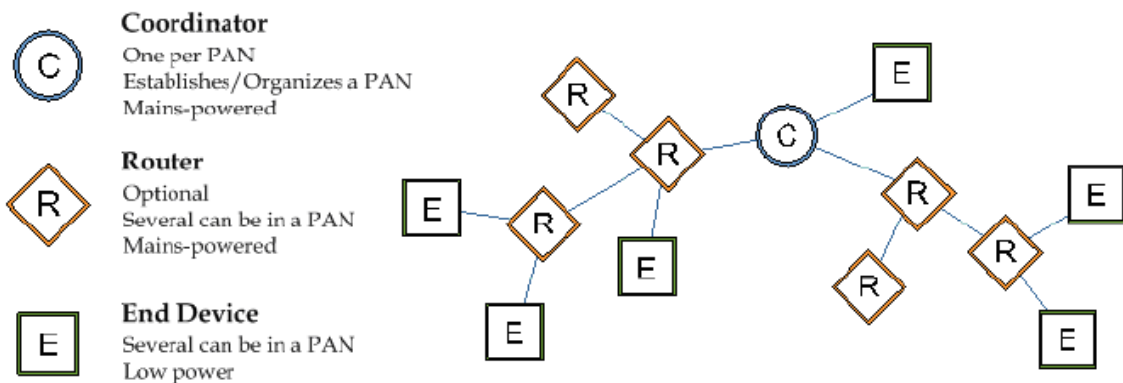 C
Coordinator
One per PAN
Establishes/Organizes a PAN
Mains-powered
R
Router
Optional
Several can be in a PAN
Mains-powered
E
End Device
Several can be in a PAN
Low power
E
R
C
R
E
R
E
R
E
R
R
E
E
E